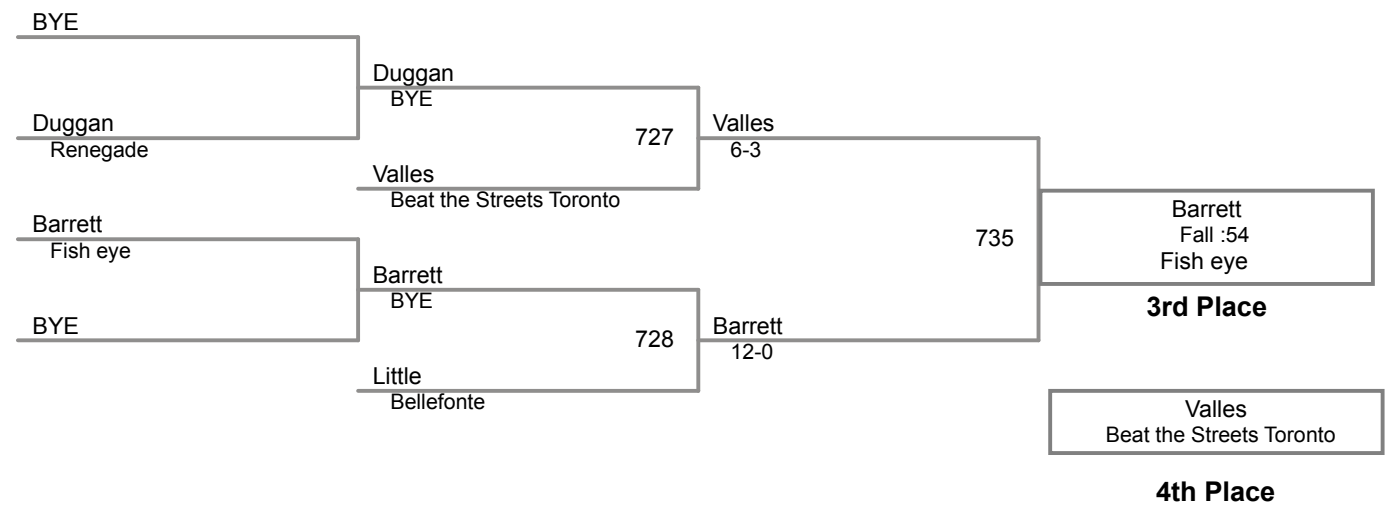 BYE
Duggan
BYE
Duggan
Renegade
727
Valles
6-3
Valles
Beat the Streets Toronto
Barrett
Fish eye
735
Barrett
Fall :54
Fish eye
3rd Place
Barrett
BYE
BYE
728
Barrett
12-0
Little
Bellefonte
Valles
Beat the Streets Toronto
4th Place